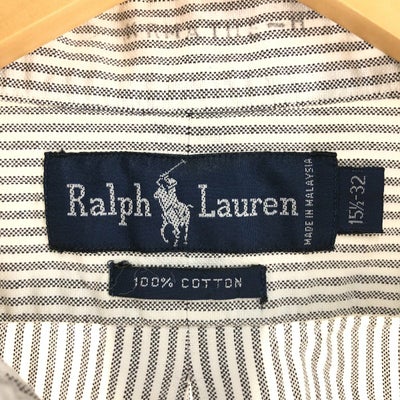 Ralph Lauren
MADE IN MALAYSIA
15½-32
100% COTTON